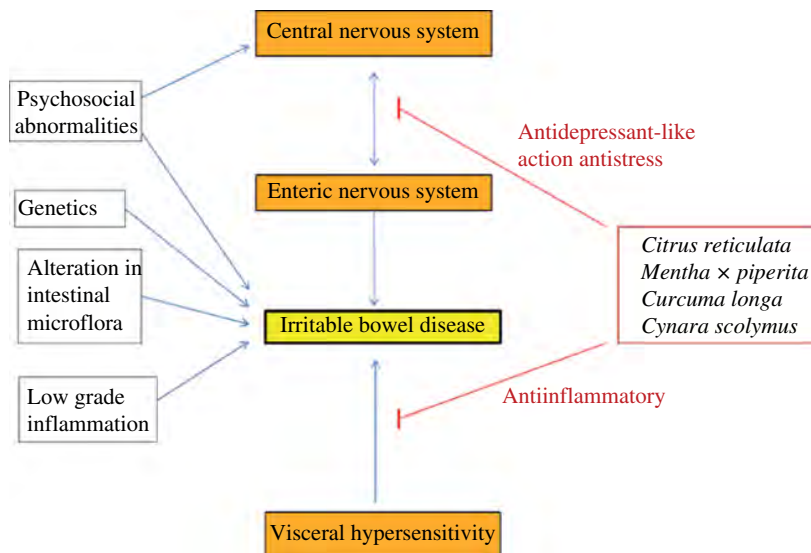 Central nervous system
Psychosocial
abnormalities
Antidepressant-like
action antistress
Enteric nervous system
Genetics
Citrus reticulata
Mentha × piperita
Curcuma longa
Cynara scolymus
Alteration in
intestinal
microflora
Irritable bowel disease
Low grade
inflammation
Antiinflammatory
Visceral hypersensitivity